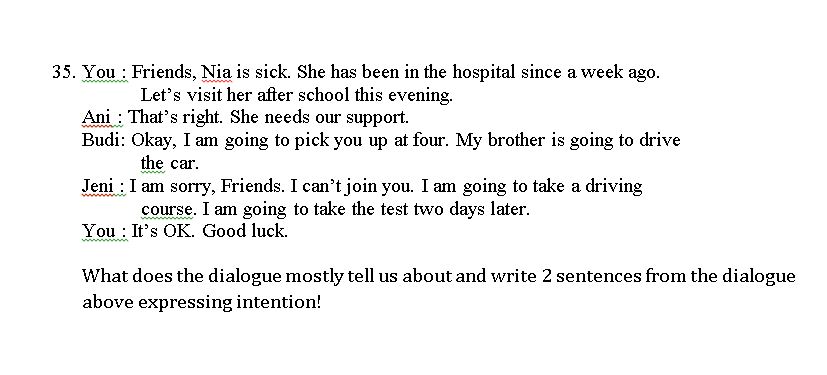 35. You : Friends, Nia is sick. She has been in the hospital since a week ago.
Let's visit her after school this evening.
Ani : That's right. She needs our support.
Budi: Okay, I am going to pick you up at four. My brother is going to drive
the car.
Jeni : I am sorry, Friends. I can't join you. I am going to take a driving
course. I am going to take the test two days later.
You : It's OK. Good luck.
What does the dialogue mostly tell us about and write 2 sentences from the dialogue
above expressing intention!